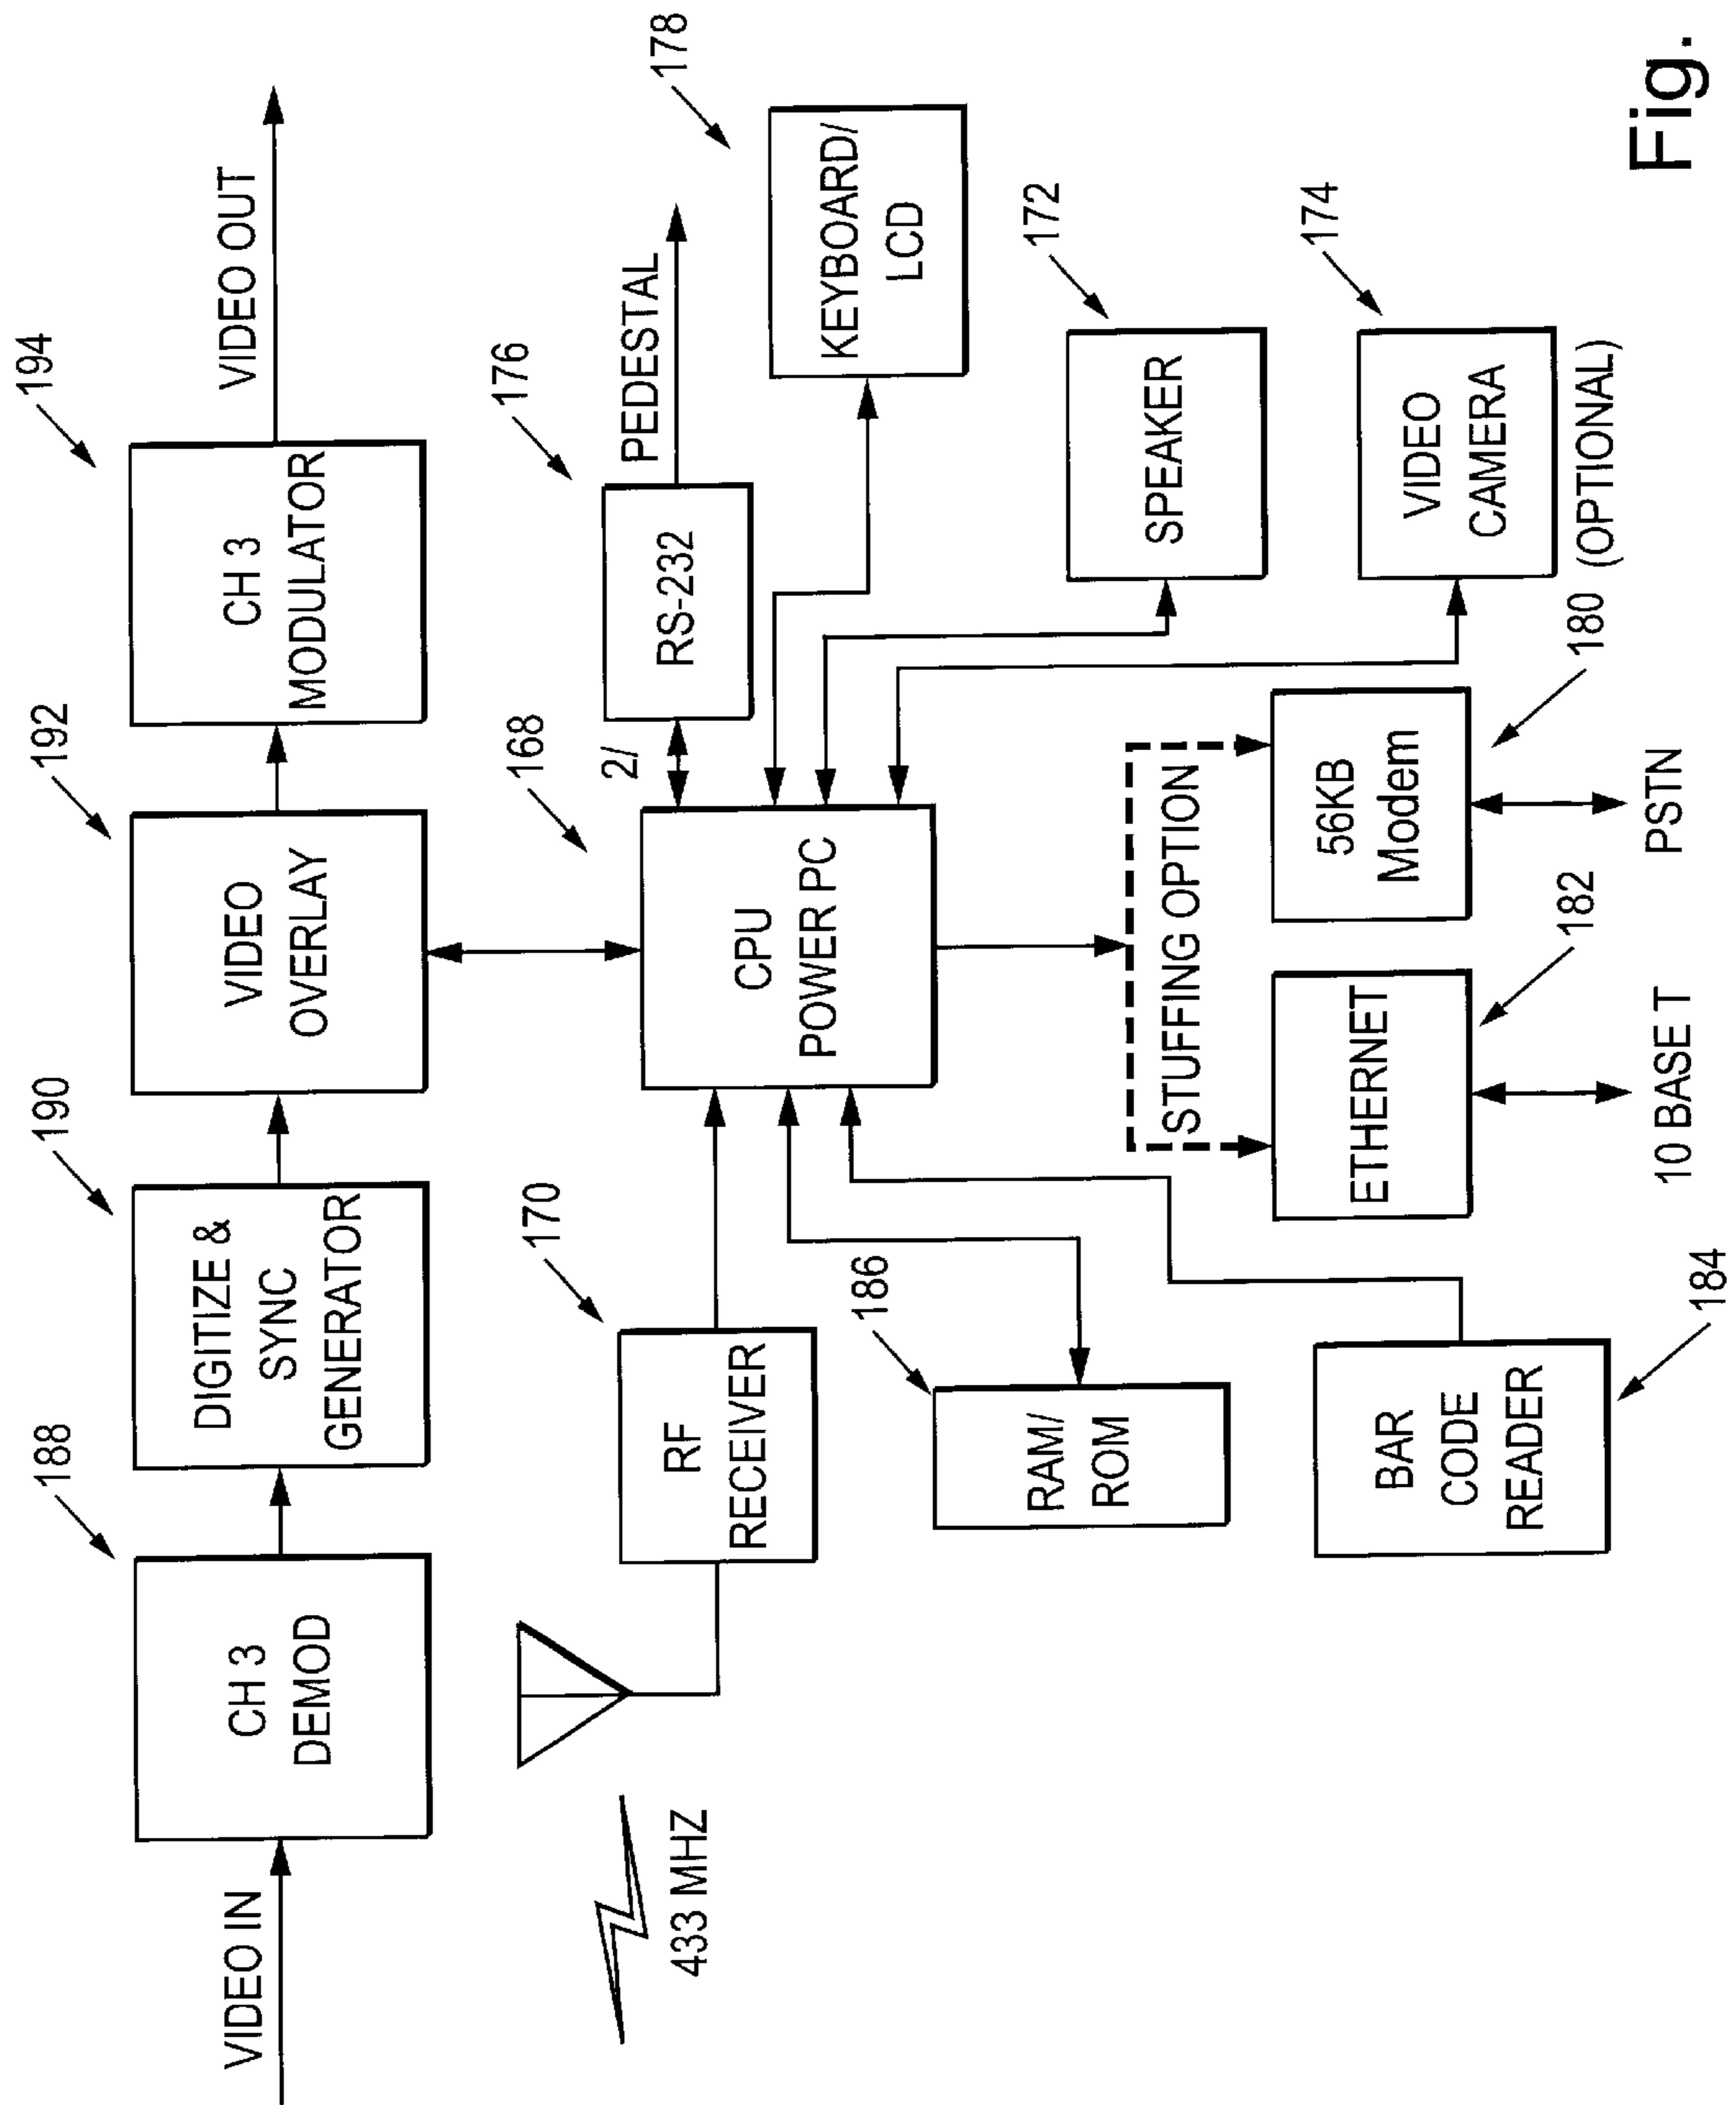 188
190
192
194
VIDEO IN
CH 3
DEMOD
DIGITIZE &
SYNC
GENERATOR
VIDEO
OVERLAY
CH 3
MODULATOR
VIDEO OUT
433 MHZ
170
RF
RECEIVER
168
CPU
POWER PC
2/
176
RS-232
PEDESTAL
178
KEYBOARD/
LCD
186
RAM/
ROM
172
SPEAKER
STUFFING OPTION
184
BAR
CODE
READER
182
ETHERNET
10 BASE T
180
56KB
Modem
PSTN
174
VIDEO
CAMERA
(OPTIONAL)
Fig.